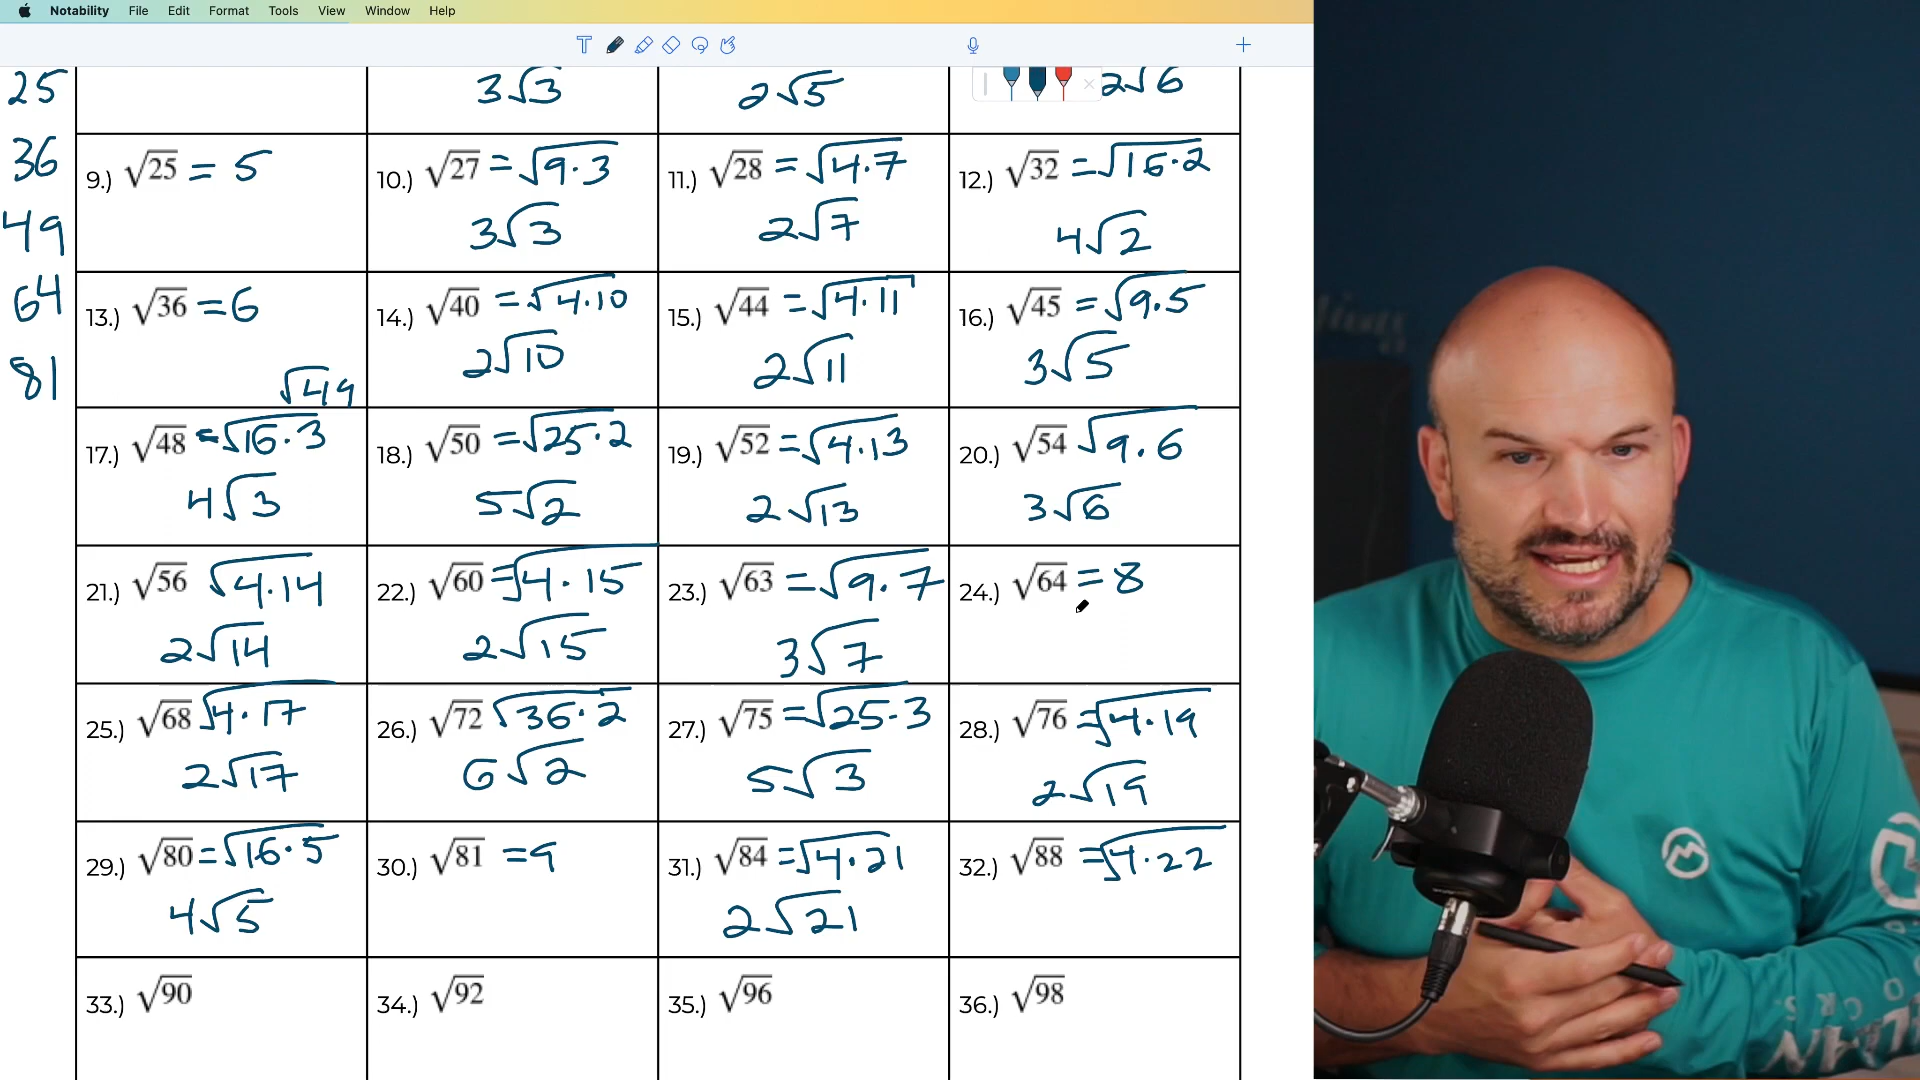 Notability File Edit Format Tools View Window Help
25
3√3
2√5
2√6
36
9.) √25 = 5
10.) √27 = √9·3
3√3
11.) √28 = √4·7
2√7
12.) √32 = √16·2
4√2
49
64
13.) √36 = 6
14.) √40 = √4·10
2√10
15.) √44 = √4·11
2√11
16.) √45 = √9·5
3√5
81
√49
17.) √48 = √16·3
4√3
18.) √50 = √25·2
5√2
19.) √52 = √4·13
2√13
20.) √54 √9·6
3√6
21.) √56 √4·14
2√14
22.) √60 = √4·15
2√15
23.) √63 = √9·7
3√7
24.) √64 = 8
25.) √68 √4·17
2√17
26.) √72 √36·2
6√2
27.) √75 = √25·3
5√3
28.) √76 = √4·19
2√19
29.) √80 = √16·5
4√5
30.) √81 = 9
31.) √84 = √4·21
2√21
32.) √88 = √4·22
33.) √90
34.) √92
35.) √96
36.) √98